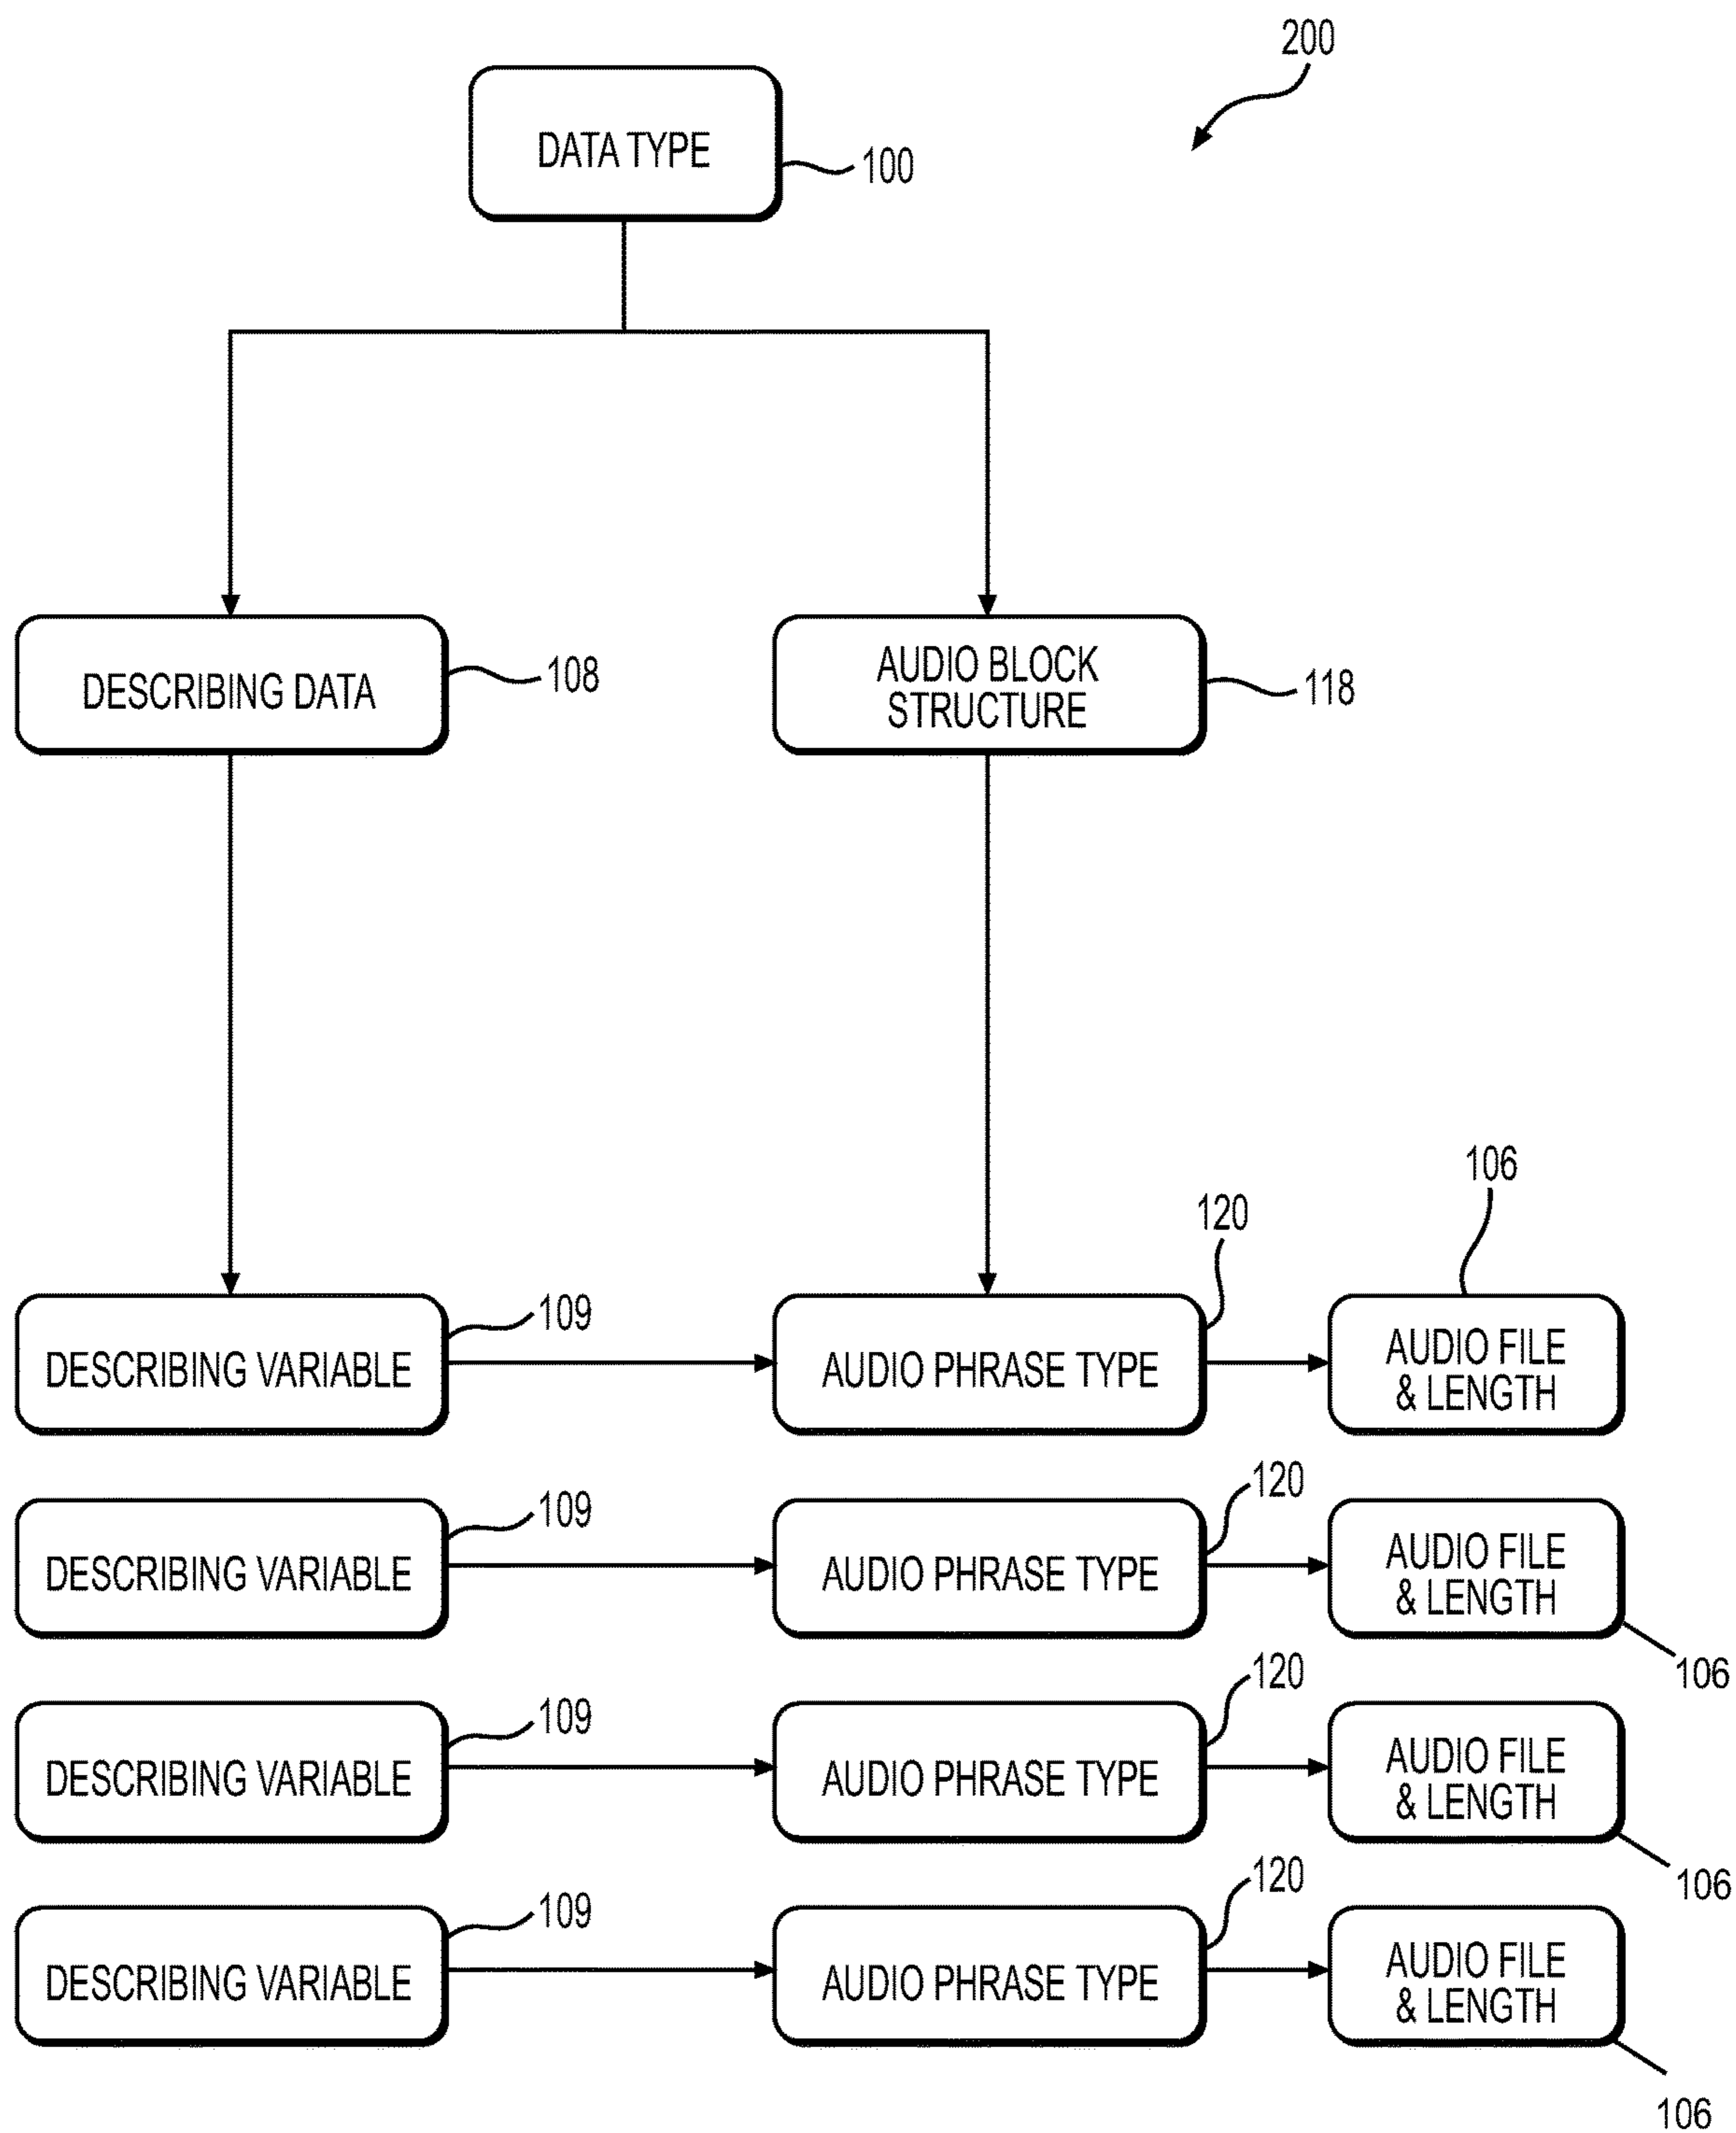 200
DATA TYPE
100
DESCRIBING DATA
108
AUDIO BLOCK
STRUCTURE
118
106
120
DESCRIBING VARIABLE
109
AUDIO PHRASE TYPE
AUDIO FILE
& LENGTH
DESCRIBING VARIABLE
109
AUDIO PHRASE TYPE
120
AUDIO FILE
& LENGTH
106
DESCRIBING VARIABLE
109
AUDIO PHRASE TYPE
120
AUDIO FILE
& LENGTH
106
DESCRIBING VARIABLE
109
AUDIO PHRASE TYPE
120
AUDIO FILE
& LENGTH
106